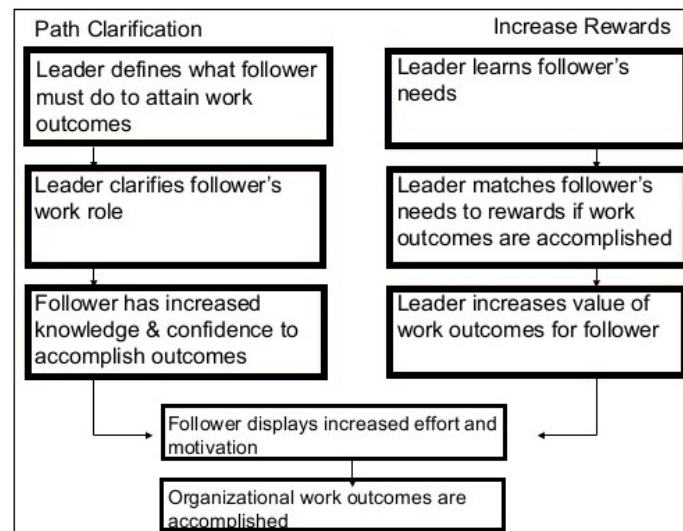 Path Clarification
Leader defines what follower
must do to attain work
outcomes
Leader clarifies follower's
work role
Follower has increased
knowledge & confidence to
accomplish outcomes
Increase Rewards
Leader learns follower's
needs
Leader matches follower's
needs to rewards if work
outcomes are accomplished
Leader increases value of
work outcomes for follower
Follower displays increased effort and
motivation
Organizational work outcomes are
accomplished